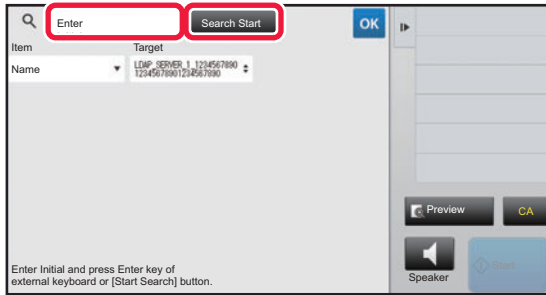 Enter
Search Start
OK
Item
Target
Name
LDAP_SERVER_1_1234567890
12345678901234567890
Preview
CA
Enter Initial and press Enter key of
external keyboard or [Start Search] button.
Speaker
Start